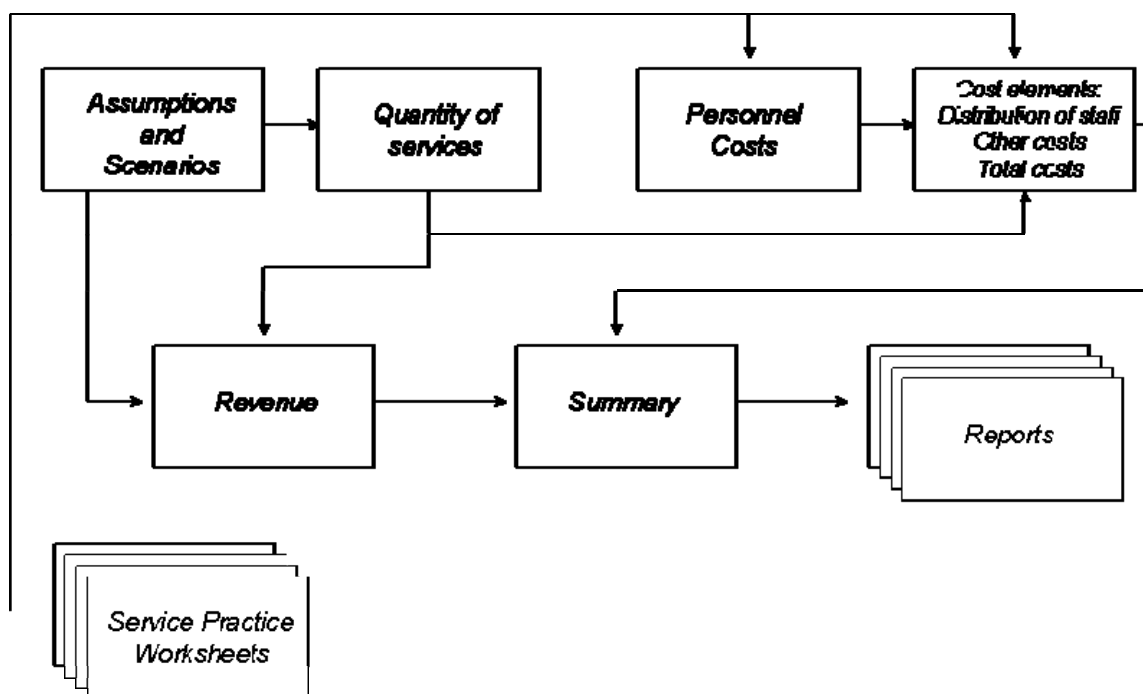 Assumptions
and
Scenarios
Quantity of
services
Personnel
Costs
Cost elements:
Distribution of staff
Other costs
Total costs
Revenue
Summary
Reports
Service Practice
Worksheets